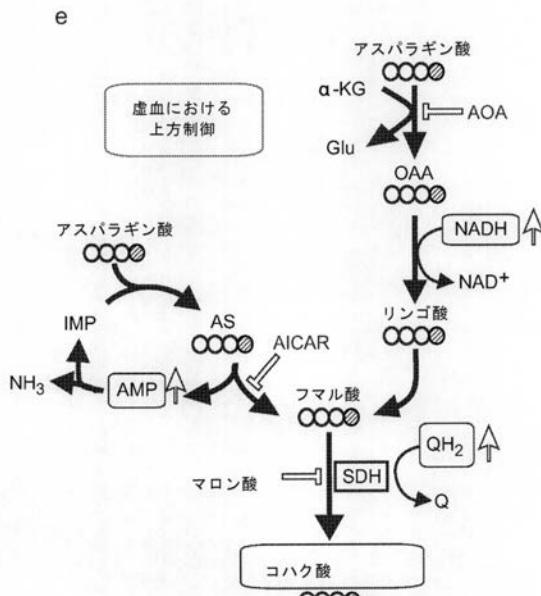 e
アスパラギン酸
α-KG
AOA
Glu
虚血における
上方制御
OAA
アスパラギン酸
NADH
NAD+
IMP
AS
AICAR
リンゴ酸
NH3
AMP
フマル酸
QH2
マロン酸
SDH
Q
コハク酸